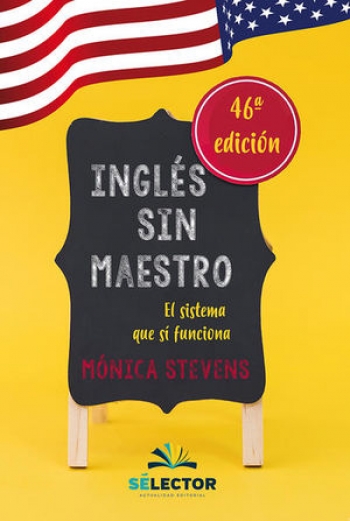 46ª
edición
INGLÉS
SIN
MAESTRO
El sistema
que sí funciona
MÓNICA STEVENS
SÉLECTOR
ACTUALIDAD EDITORIAL